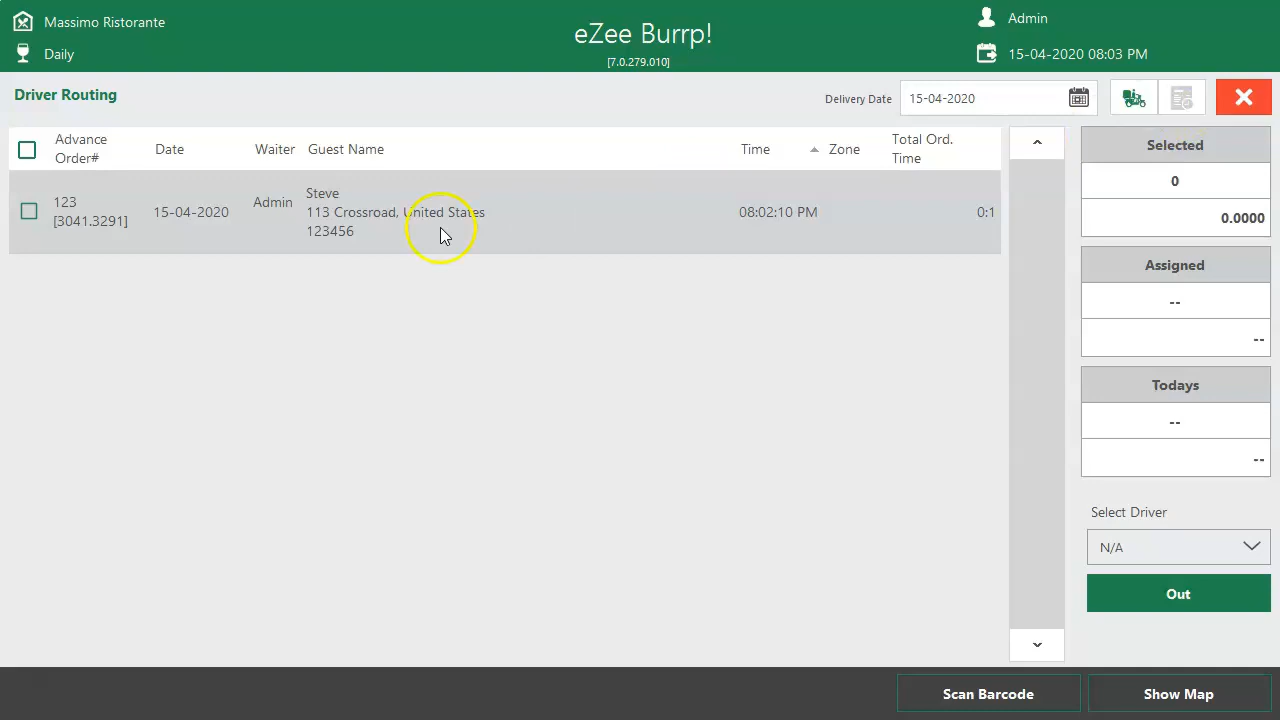 Massimo Ristorante
Daily
eZee Burrp!
[7.0.279.010]
Admin
15-04-2020 08:03 PM
Driver Routing
Delivery Date
15-04-2020
Advance Order#
Date
Waiter
Guest Name
Time
Zone
Total Ord. Time
123
[3041.3291]
15-04-2020
Admin
Steve
113 Crossroad, United States
123456
08:02:10 PM
0:1
Selected
0
0.0000
Assigned
--
--
Todays
--
--
Select Driver
N/A
Out
Scan Barcode
Show Map